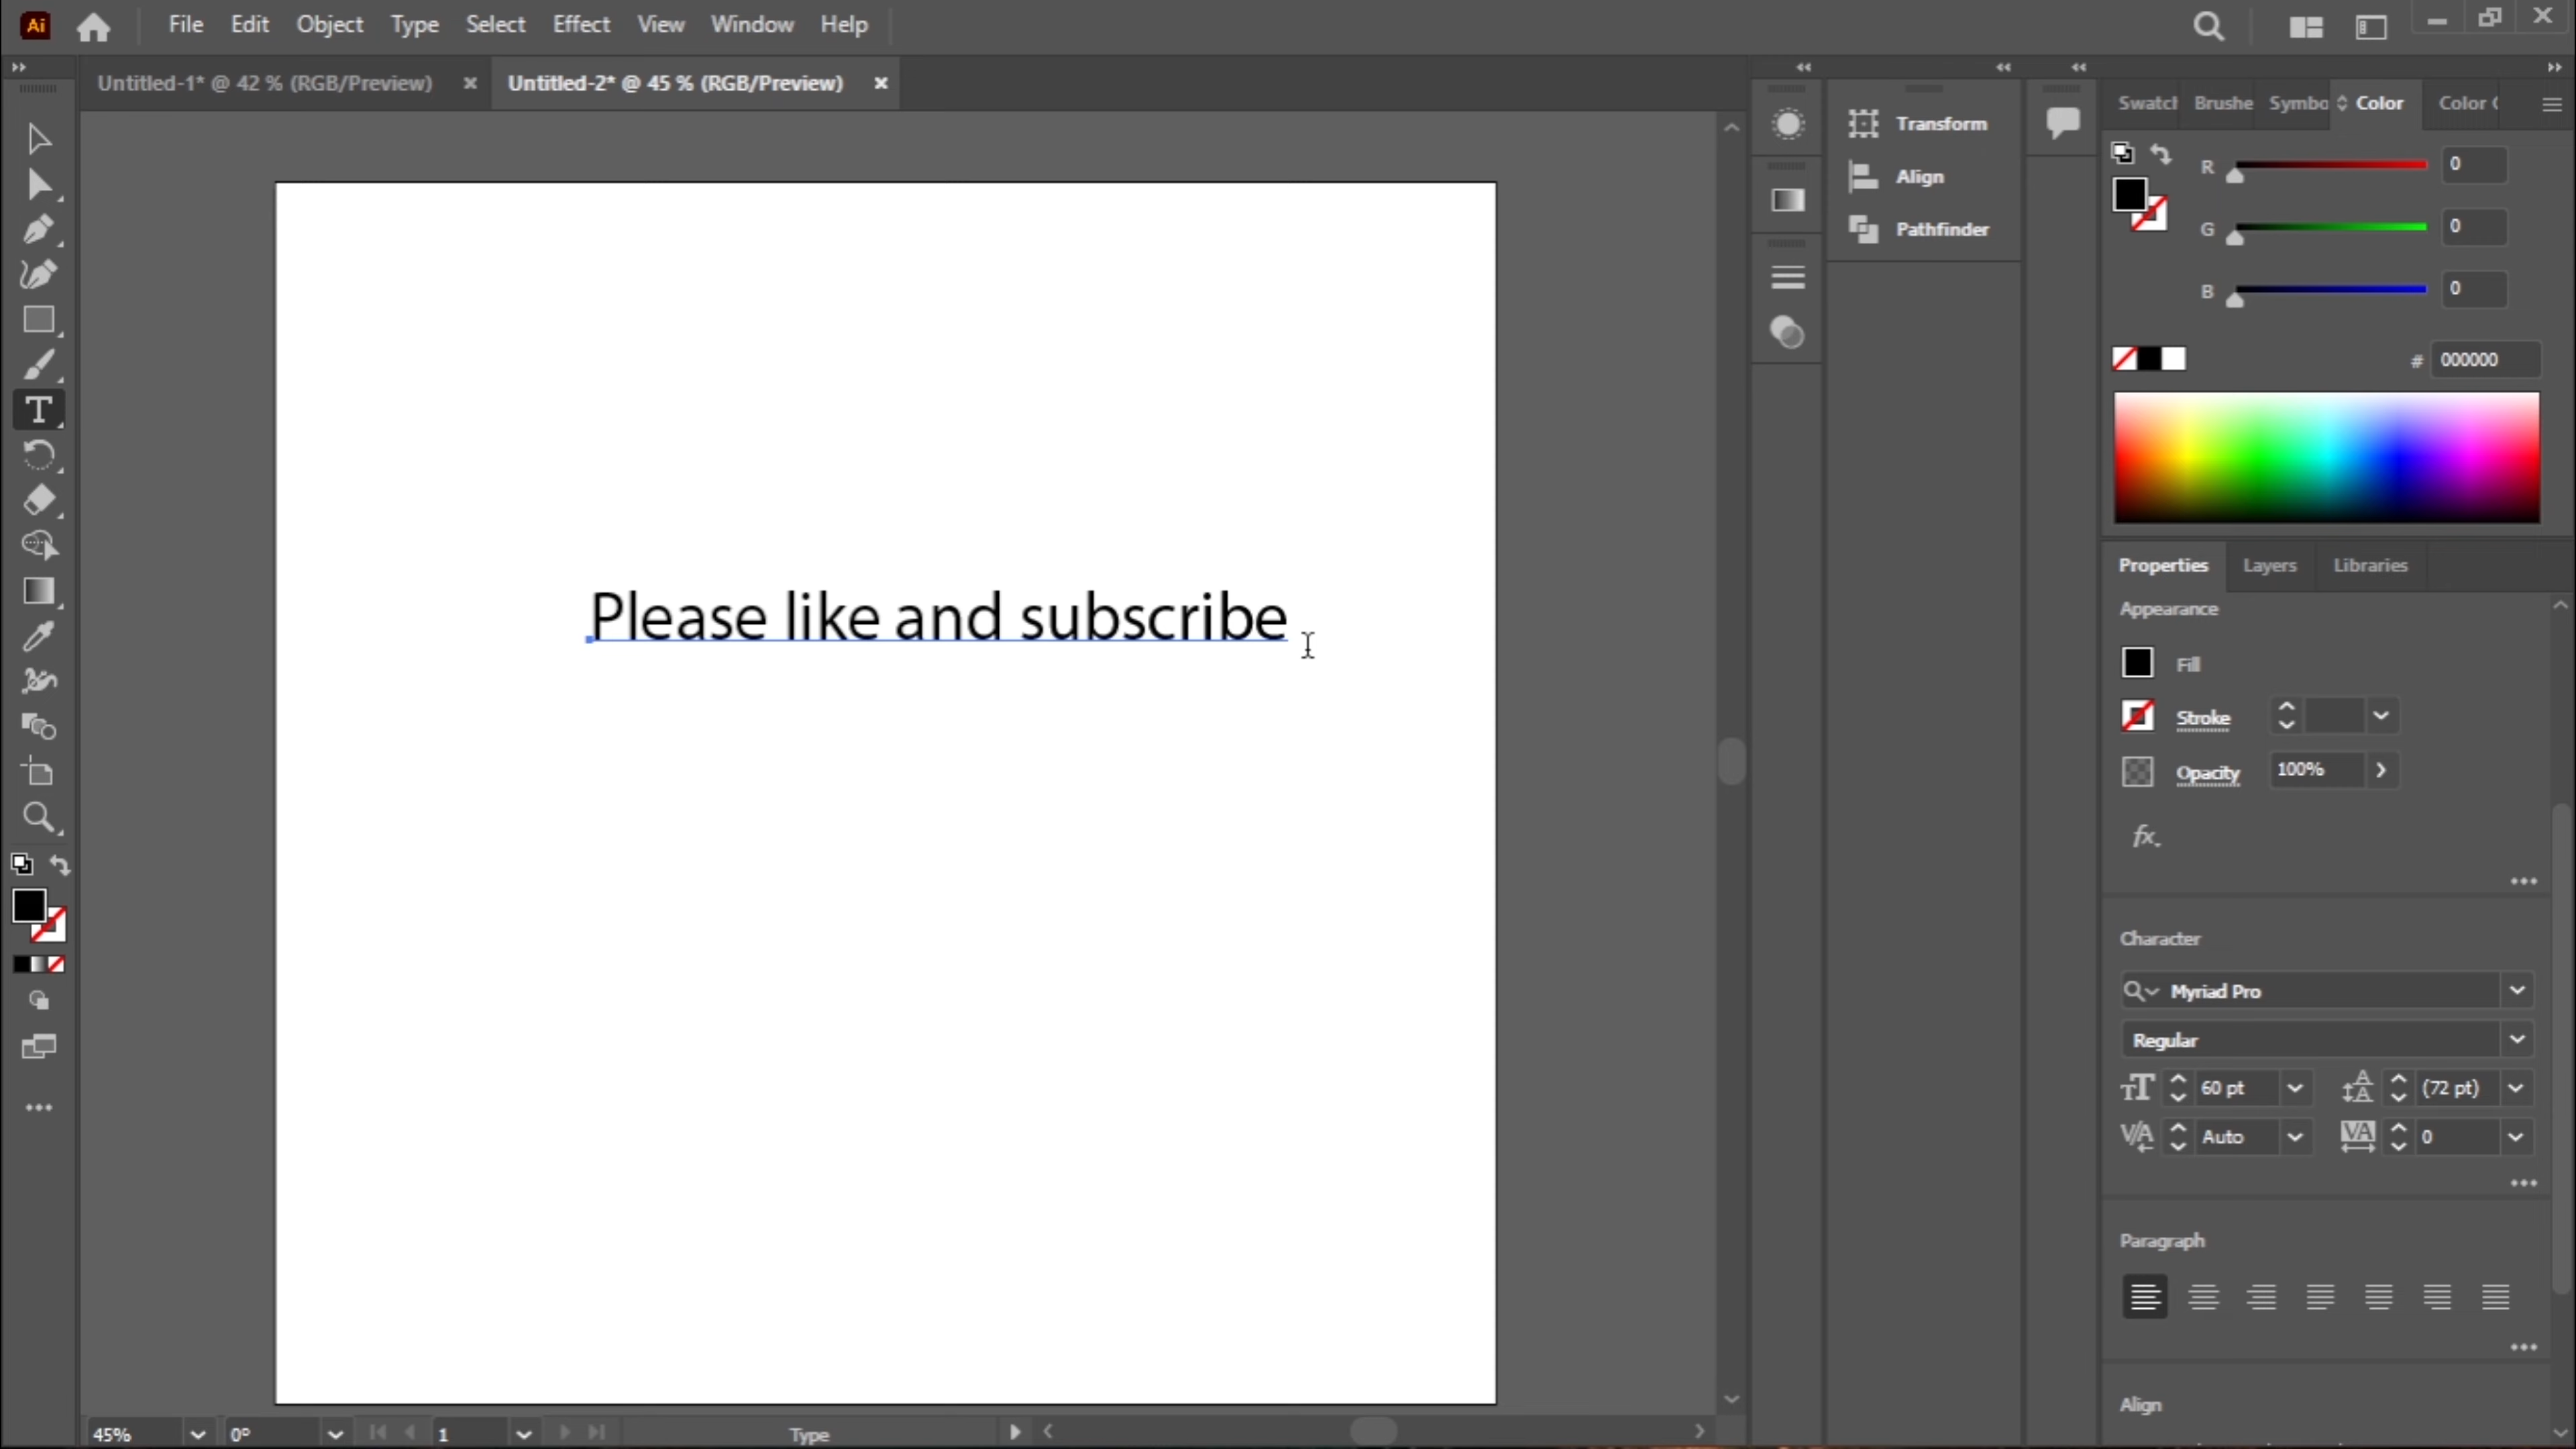 Ai File Edit Object Type Select Effect View Window Help
Untitled-1* @ 42 % (RGB/Preview) × Untitled-2* @ 45 % (RGB/Preview) ×
Please like and subscribe
45% 0° 1 Type
Transform
Align
Pathfinder
Swatch Brushe Symbo Color Color
R 0
G 0
B 0
# 000000
Properties Layers Libraries
Appearance
Fill
Stroke
Opacity 100%
fx
Character
Myriad Pro
Regular
60 pt (72 pt)
Auto 0
Paragraph
Align